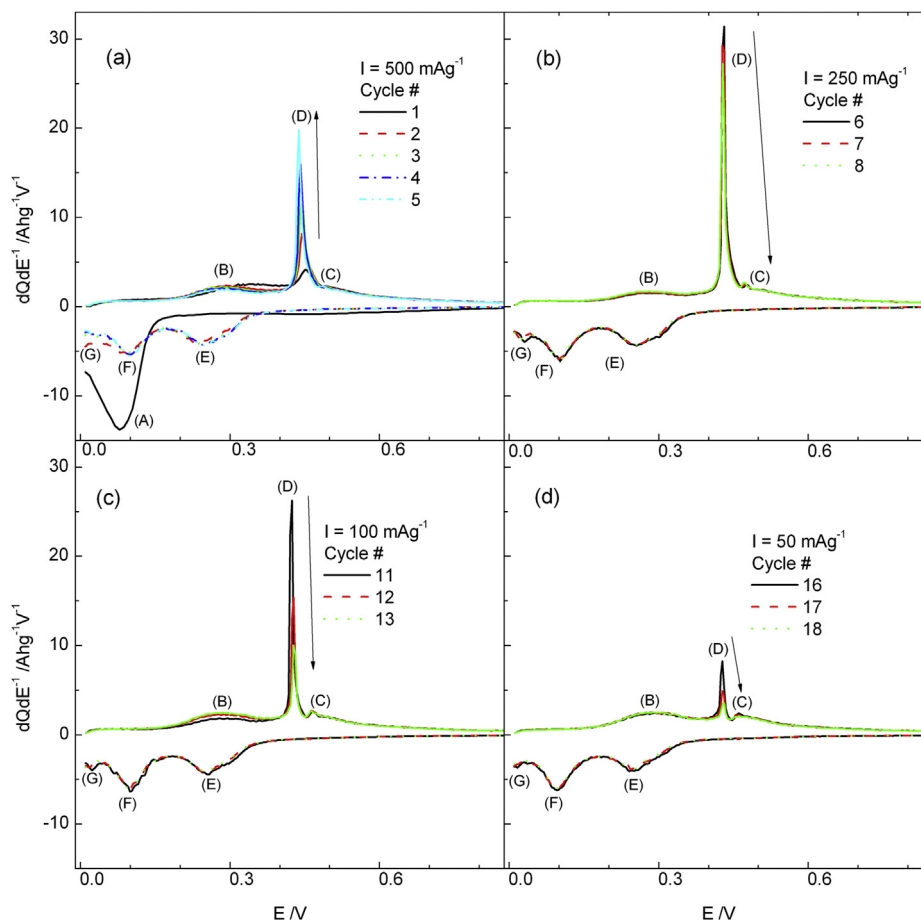 (a)
I = 500 mAg⁻¹
Cycle #
1
2
3
4
5
(D)
(B)
(C)
(G)
(F)
(E)
(A)
30
20
10
0
-10
dQdE⁻¹ /Ahg⁻¹V⁻¹
0.0 0.3 0.6
(b)
I = 250 mAg⁻¹
Cycle #
6
7
8
(D)
(B)
(C)
(G)
(F)
(E)
0.0 0.3 0.6
(c)
I = 100 mAg⁻¹
Cycle #
11
12
13
(D)
(B)
(C)
(G)
(F)
(E)
30
20
10
0
-10
dQdE⁻¹ /Ahg⁻¹V⁻¹
0.0 0.3 0.6
E /V
(d)
I = 50 mAg⁻¹
Cycle #
16
17
18
(D)
(B)
(C)
(G)
(F)
(E)
0.0 0.3 0.6
E /V